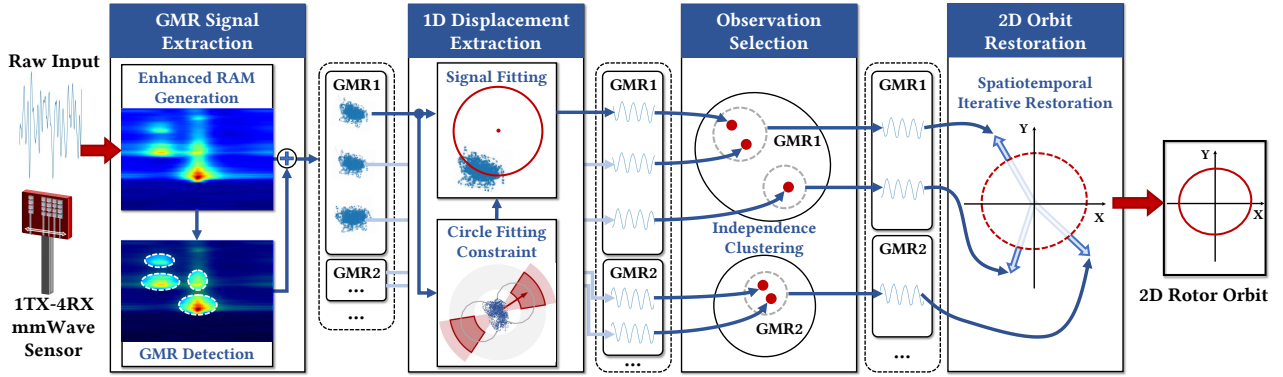 Raw Input
1TX-4RX
mmWave
Sensor
GMR Signal
Extraction
Enhanced RAM
Generation
GMR Detection
GMR1
GMR2
...
...
1D Displacement
Extraction
Signal Fitting
Circle Fitting
Constraint
GMR1
GMR2
...
Observation
Selection
GMR1
Independence
Clustering
GMR2
GMR1
GMR2
...
2D Orbit
Restoration
Spatiotemporal
Iterative Restoration
Y
X
Y
X
2D Rotor Orbit